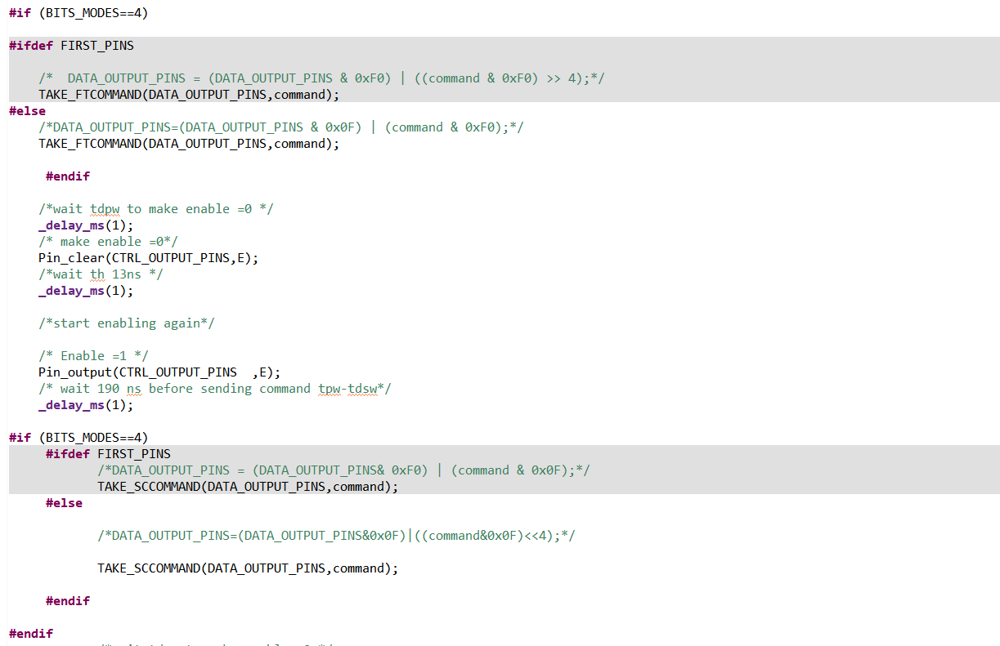 #if (BITS_MODES==4)
#ifdef FIRST_PINS
/*  DATA_OUTPUT_PINS = (DATA_OUTPUT_PINS & 0xF0) | ((command & 0xF0) >> 4);*/
TAKE_FTCOMMAND(DATA_OUTPUT_PINS,command);
#else
/*DATA_OUTPUT_PINS=(DATA_OUTPUT_PINS & 0x0F) | (command & 0xF0);*/
TAKE_FTCOMMAND(DATA_OUTPUT_PINS,command);
#endif
/*wait tdpw to make enable =0 */
_delay_ms(1);
/* make enable =0*/
Pin_clear(CTRL_OUTPUT_PINS,E);
/*wait th 13ns */
_delay_ms(1);
/*start enabling again*/
/* Enable =1 */
Pin_output(CTRL_OUTPUT_PINS  ,E);
/* wait 190 ns before sending command tpw-tdsw*/
_delay_ms(1);
#if (BITS_MODES==4)
#ifdef FIRST_PINS
/*DATA_OUTPUT_PINS = (DATA_OUTPUT_PINS& 0xF0) | (command & 0x0F);*/
TAKE_SCCOMMAND(DATA_OUTPUT_PINS,command);
#else
/*DATA_OUTPUT_PINS=(DATA_OUTPUT_PINS&0x0F)|((command&0x0F)<<4);*/
TAKE_SCCOMMAND(DATA_OUTPUT_PINS,command);
#endif
#endif